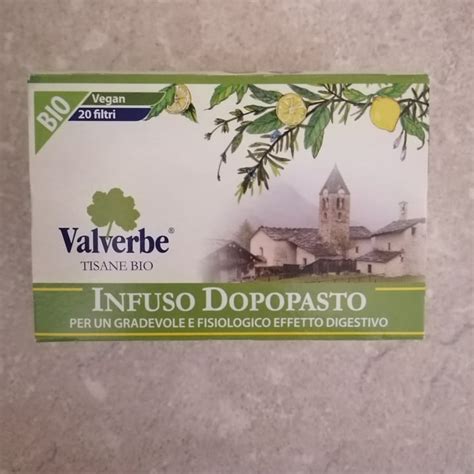 BIO
Vegan
20 filtri
Valverbe®
TISANE BIO
INFUSO DOPOPASTO
PER UN GRADEVOLE E FISIOLOGICO EFFETTO DIGESTIVO